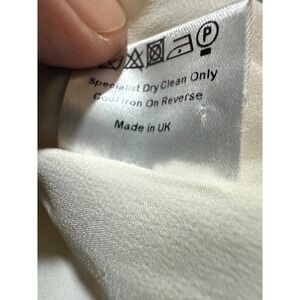 P
Specialist Dry Clean Only
Cool Iron On Reverse
Made in UK